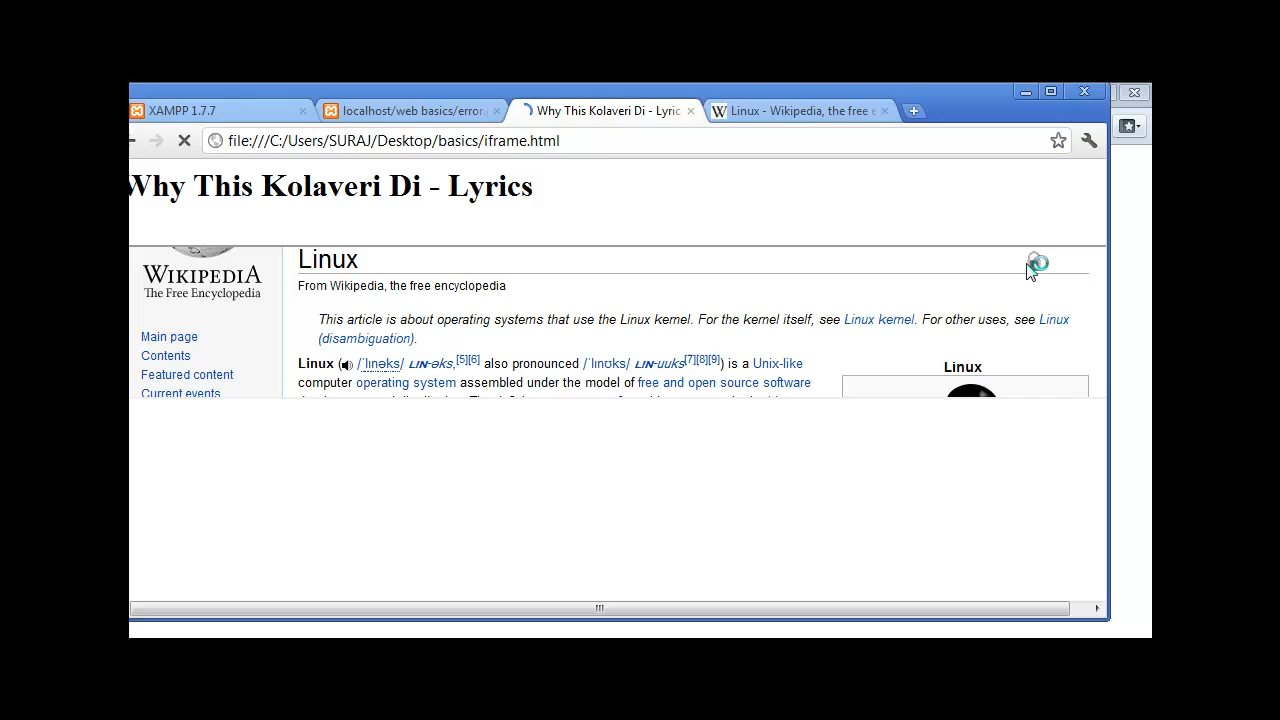 XAMPP 1.7.7
localhost/web basics/error.
Why This Kolaveri Di - Lyric
Linux - Wikipedia, the free e
file:///C:/Users/SURAJ/Desktop/basics/iframe.html
Why This Kolaveri Di - Lyrics
WIKIPEDIA
The Free Encyclopedia
Main page
Contents
Featured content
Current events
Linux
From Wikipedia, the free encyclopedia
This article is about operating systems that use the Linux kernel. For the kernel itself, see Linux kernel. For other uses, see Linux
(disambiguation).
Linux (/ˈlɪnəks/ LIN-əks,[5][6] also pronounced /ˈlɪnʊks/ LIN-uuks[7][8][9]) is a Unix-like
computer operating system assembled under the model of free and open source software
Linux